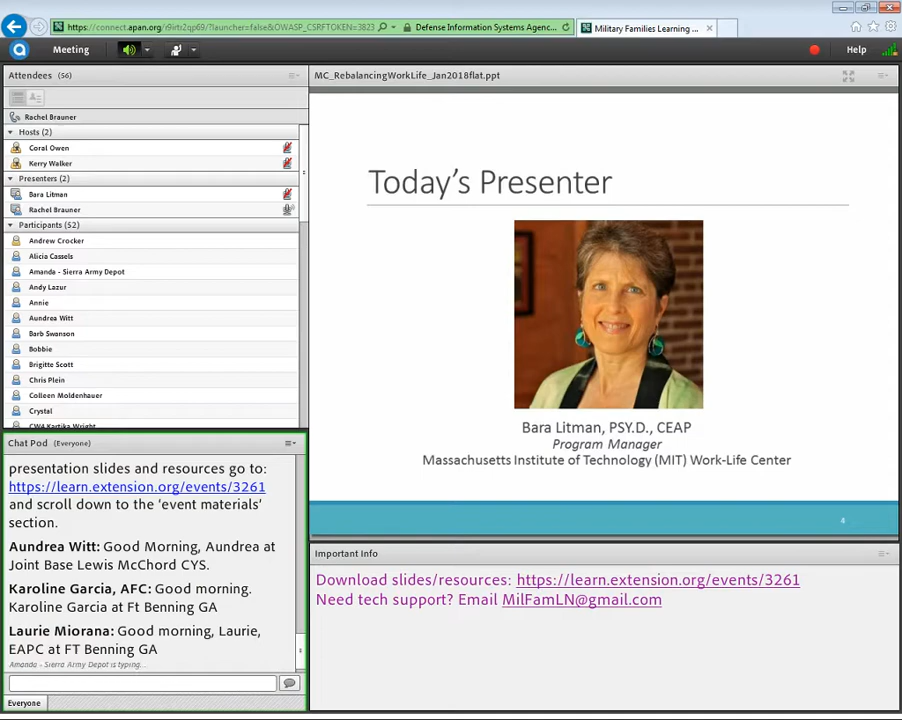 https://connect.apan.org/r9irtz2qp69/?launcher=false&OWASP_CSRFTOKEN=3823
Defense Information Systems Agenc...
Military Families Learning ...
Meeting
Help
Attendees (56)
MC_RebalancingWorkLife_Jan2018flat.ppt
Rachel Brauner
Hosts (2)
Coral Owen
Kerry Walker
Presenters (2)
Bara Litman
Rachel Brauner
Participants (52)
Andrew Crocker
Alicia Cassels
Amanda - Sierra Army Depot
Andy Lazur
Annie
Aundrea Witt
Barb Swanson
Bobbie
Brigitte Scott
Chris Plein
Colleen Moldenhauer
Crystal
CWA Kartika Wright
Today's Presenter
Bara Litman, PSY.D., CEAP
Program Manager
Massachusetts Institute of Technology (MIT) Work-Life Center
4
Chat Pod (Everyone)
presentation slides and resources go to:
https://learn.extension.org/events/3261
and scroll down to the 'event materials'
section.
Aundrea Witt: Good Morning, Aundrea at
Joint Base Lewis McChord CYS.
Karoline Garcia, AFC: Good morning.
Karoline Garcia at Ft Benning GA
Laurie Miorana: Good morning, Laurie,
EAPC at FT Benning GA
Amanda - Sierra Army Depot is typing...
Everyone
Important Info
Download slides/resources: https://learn.extension.org/events/3261
Need tech support? Email MilFamLN@gmail.com